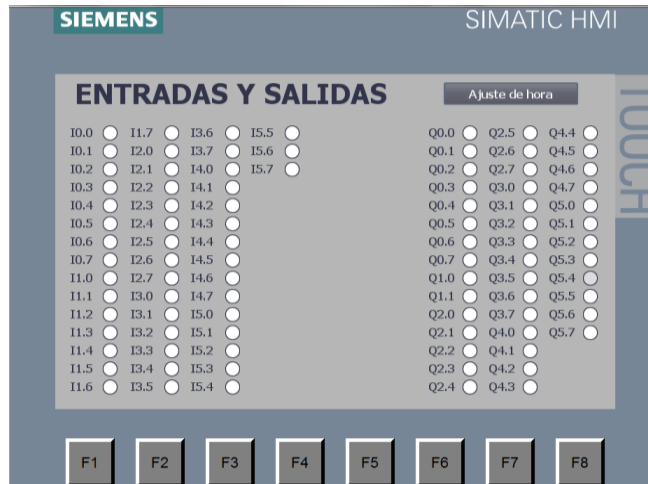 SIEMENS SIMATIC HMI
TOUCH
ENTRADAS Y SALIDAS Ajuste de hora
I0.0 I1.7 I3.6 I5.5 Q0.0 Q2.5 Q4.4
I0.1 I2.0 I3.7 I5.6 Q0.1 Q2.6 Q4.5
I0.2 I2.1 I4.0 I5.7 Q0.2 Q2.7 Q4.6
I0.3 I2.2 I4.1 Q0.3 Q3.0 Q4.7
I0.4 I2.3 I4.2 Q0.4 Q3.1 Q5.0
I0.5 I2.4 I4.3 Q0.5 Q3.2 Q5.1
I0.6 I2.5 I4.4 Q0.6 Q3.3 Q5.2
I0.7 I2.6 I4.5 Q0.7 Q3.4 Q5.3
I1.0 I2.7 I4.6 Q1.0 Q3.5 Q5.4
I1.1 I3.0 I4.7 Q1.1 Q3.6 Q5.5
I1.2 I3.1 I5.0 Q2.0 Q3.7 Q5.6
I1.3 I3.2 I5.1 Q2.1 Q4.0 Q5.7
I1.4 I3.3 I5.2 Q2.2 Q4.1
I1.5 I3.4 I5.3 Q2.3 Q4.2
I1.6 I3.5 I5.4 Q2.4 Q4.3
F1 F2 F3 F4 F5 F6 F7 F8